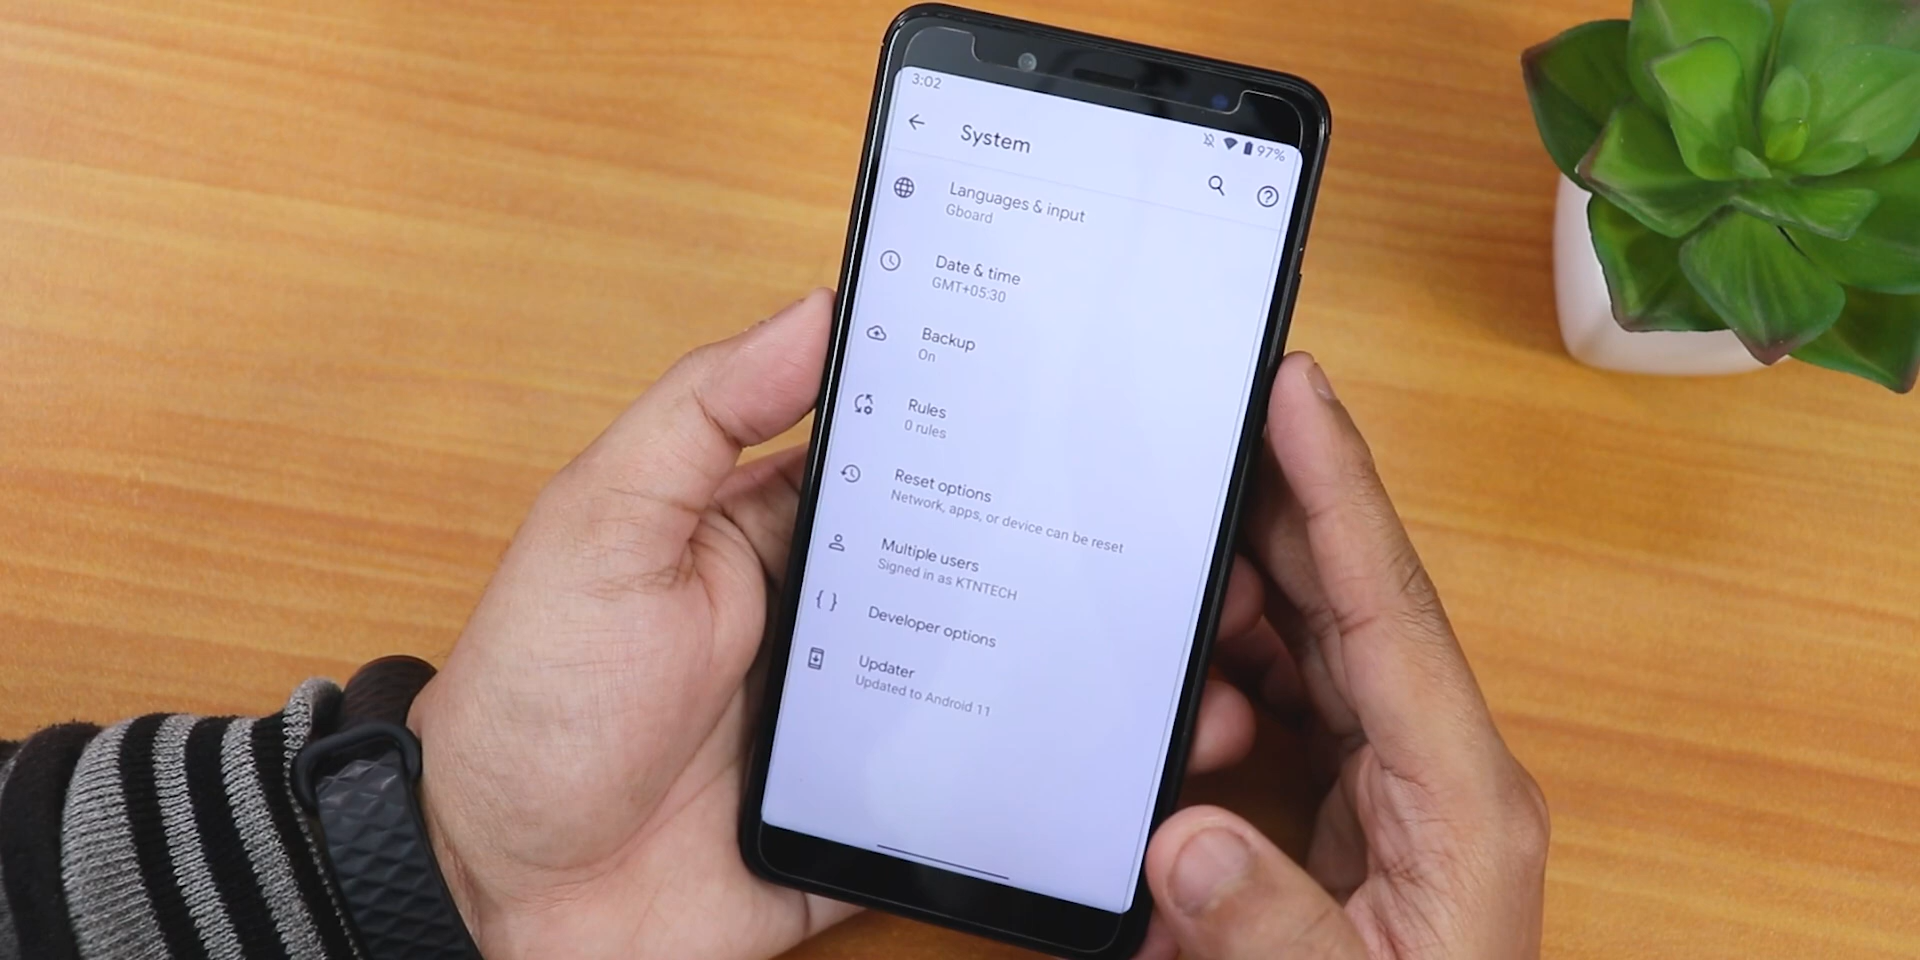 3:02
97%
System
Languages & input
Gboard
Date & time
GMT+05:30
Backup
On
Rules
0 rules
Reset options
Network, apps, or device can be reset
Multiple users
Signed in as KTNTECH
{ } Developer options
Updater
Updated to Android 11